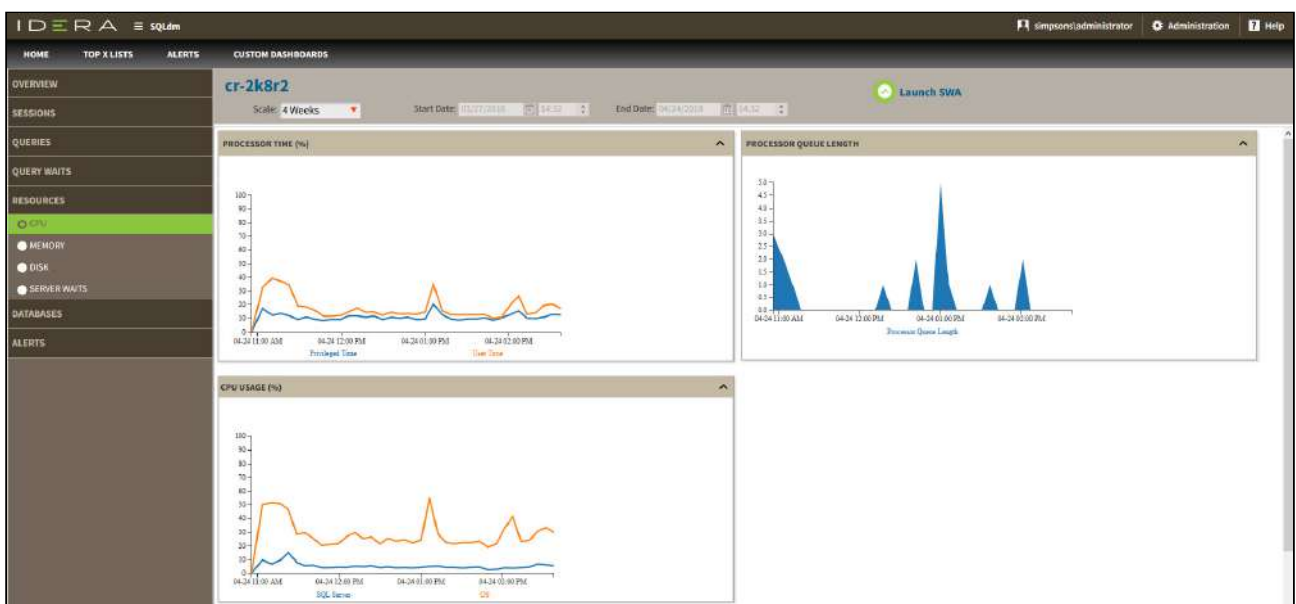 IDERA ≡ SQLdm simpsons\administrator Administration ? Help
HOME TOP X LISTS ALERTS CUSTOM DASHBOARDS
OVERVIEW
SESSIONS
QUERIES
QUERY WAITS
RESOURCES
CPU
MEMORY
DISK
SERVER WAITS
DATABASES
ALERTS
cr-2k8r2
Launch SWA
Scale: 4 Weeks Start Date: 14:32 End Date: 04/24/2018 14:32
PROCESSOR TIME (%)
100
90
80
70
60
50
40
30
20
10
0
04-24 11:00 AM 04-24 12:00 PM 04-24 01:00 PM 04-24 02:00 PM
Privileged Time User Time
PROCESSOR QUEUE LENGTH
5.0
4.5
4.0
3.5
3.0
2.5
2.0
1.5
1.0
0.5
0.0
04-24 11:00 AM 04-24 12:00 PM 04-24 01:00 PM 04-24 02:00 PM
Processor Queue Length
CPU USAGE (%)
100
90
80
70
60
50
40
30
20
10
0
04-24 11:00 AM 04-24 12:00 PM 04-24 01:00 PM 04-24 02:00 PM
SQL Server OS